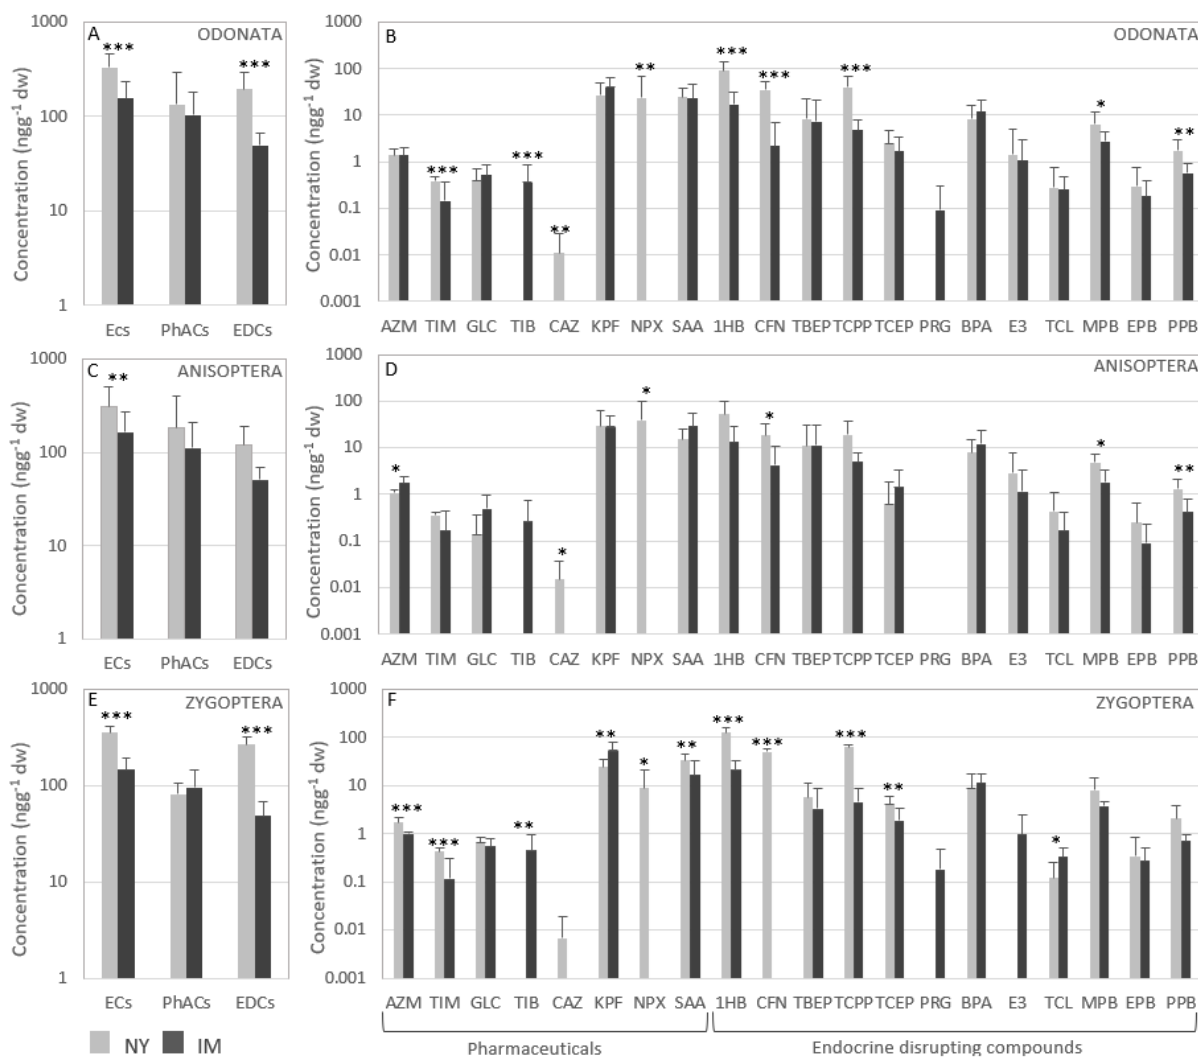 A
ODONATA
***
***
Concentration (ngg⁻¹ dw)
1000
100
10
1
Ecs PhACs EDCs
B
ODONATA
*** ** *** *** *** ** * **
**
Concentration (ngg⁻¹ dw)
1000
100
10
1
0.1
0.01
0.001
AZM TIM GLC TIB CAZ KPF NPX SAA 1HB CFN TBEP TCPP TCEP PRG BPA E3 TCL MPB EPB PPB
C
ANISOPTERA
**
Concentration (ngg⁻¹ dw)
1000
100
10
1
ECs PhACs EDCs
D
ANISOPTERA
* * * * * **
Concentration (ngg⁻¹ dw)
1000
100
10
1
0.1
0.01
0.001
AZM TIM GLC TIB CAZ KPF NPX SAA 1HB CFN TBEP TCPP TCEP PRG BPA E3 TCL MPB EPB PPB
E
ZYGOPTERA
***
***
Concentration (ngg⁻¹ dw)
1000
100
10
1
ECs PhACs EDCs
F
ZYGOPTERA
*** *** ** ** * ** *** *** *** ** *
Concentration (ngg⁻¹ dw)
1000
100
10
1
0.1
0.01
0.001
AZM TIM GLC TIB CAZ KPF NPX SAA 1HB CFN TBEP TCPP TCEP PRG BPA E3 TCL MPB EPB PPB
NY IM
Pharmaceuticals
Endocrine disrupting compounds